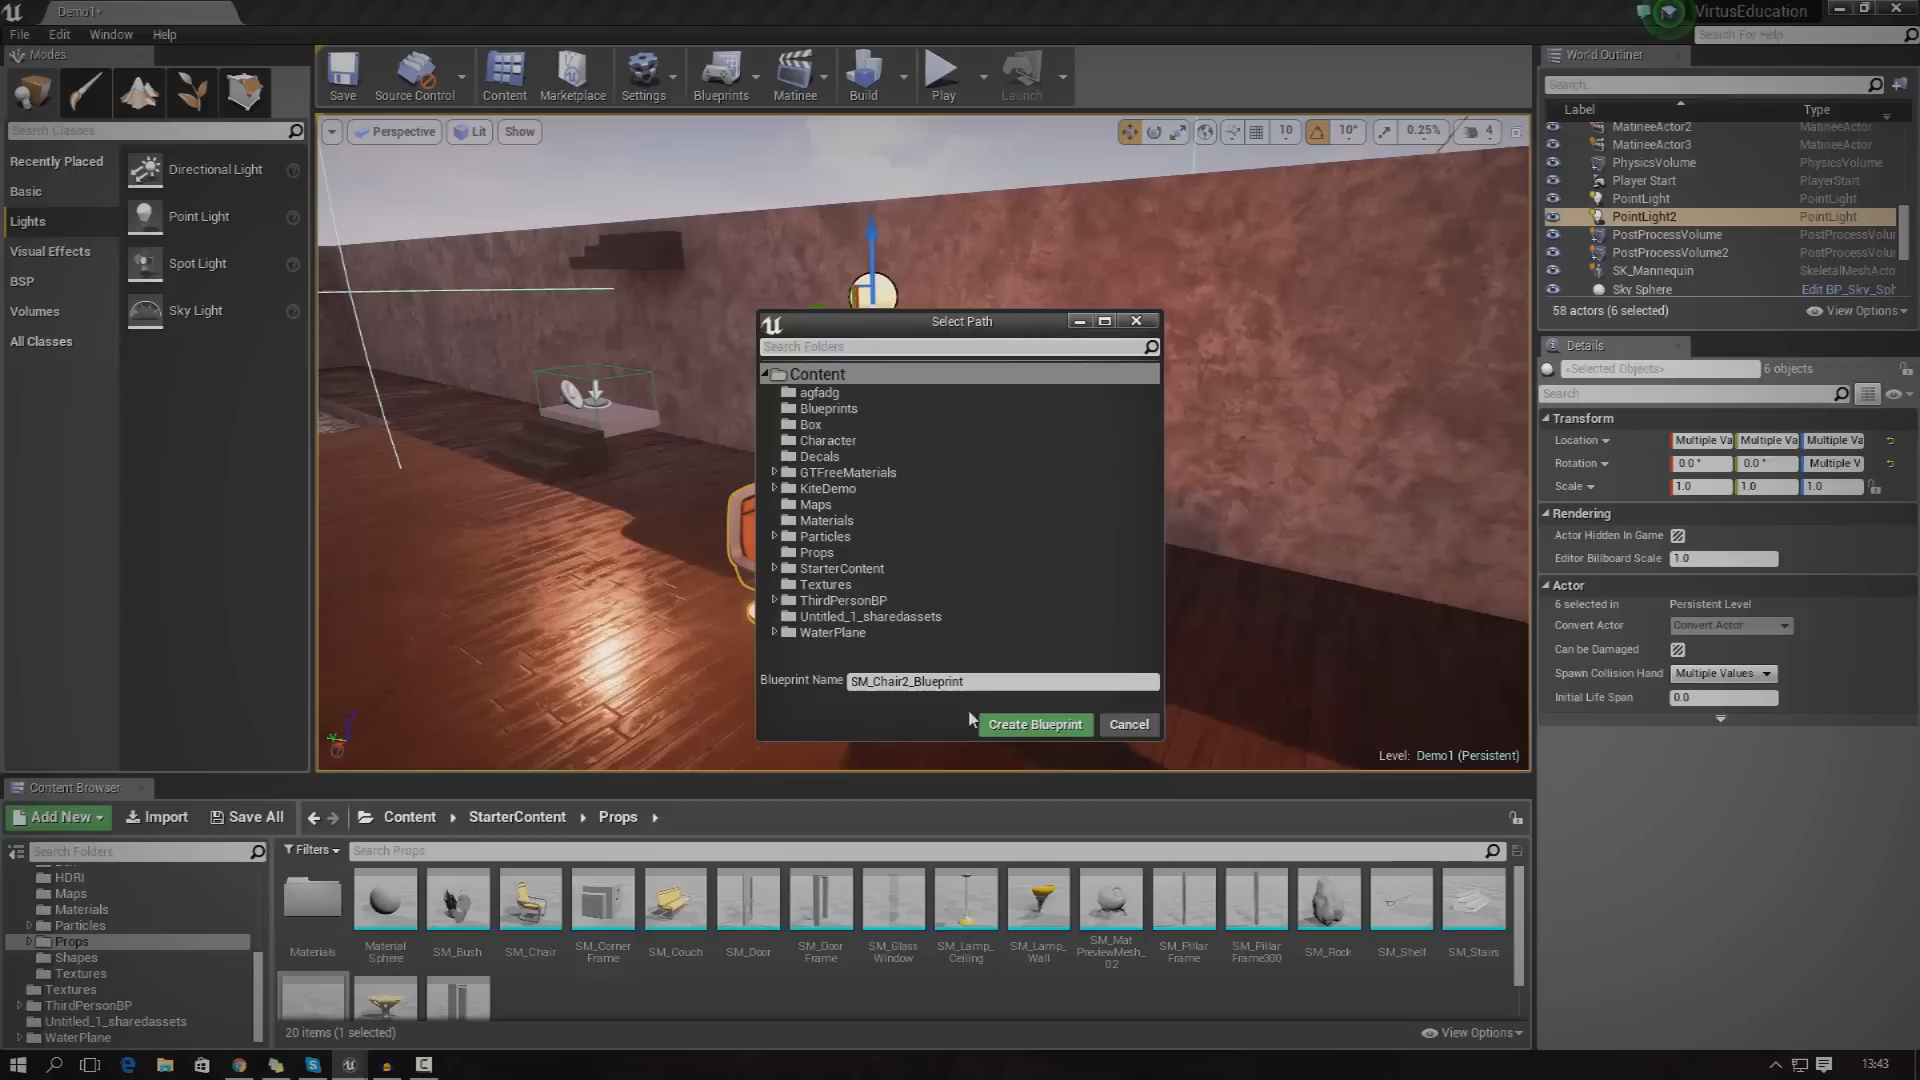 Demo1*
VirtusEducation
File Edit Window Help
Search For Help
Modes
Search Classes
Recently Placed
Basic
Lights
Visual Effects
BSP
Volumes
All Classes
Directional Light
Point Light
Spot Light
Sky Light
Save
Source Control
Content
Marketplace
Settings
Blueprints
Matinee
Build
Play
Launch
Perspective
Lit
Show
10
10°
0.25%
4
Select Path
Search Folders
Content
agfadg
Blueprints
Box
Character
Decals
GTFreeMaterials
KiteDemo
Maps
Materials
Particles
Props
StarterContent
Textures
ThirdPersonBP
Untitled_1_sharedassets
WaterPlane
Blueprint Name SM_Chair2_Blueprint
Create Blueprint Cancel
Level: Demo1 (Persistent)
World Outliner
Search...
Label Type
MatineeActor2 MatineeActor
MatineeActor3 MatineeActor
PhysicsVolume PhysicsVolume
Player Start PlayerStart
PointLight PointLight
PointLight2 PointLight
PostProcessVolume PostProcessVolur
PostProcessVolume2 PostProcessVolur
SK_Mannequin SkeletalMeshActo
Sky Sphere Edit BP_Sky_Sph
58 actors (6 selected) View Options
Details
<Selected Objects> 6 objects
Search
Transform
Location Multiple Va Multiple Va Multiple Va
Rotation 0.0 ° 0.0 ° Multiple V
Scale 1.0 1.0 1.0
Rendering
Actor Hidden In Game
Editor Billboard Scale 1.0
Actor
6 selected in Persistent Level
Convert Actor Convert Actor
Can be Damaged
Spawn Collision Hand Multiple Values
Initial Life Span 0.0
Content Browser
Add New Import Save All Content StarterContent Props
Search Folders
Filters Search Props
HDRI
Maps
Materials
Particles
Props
Shapes
Textures
Textures
ThirdPersonBP
Untitled_1_sharedassets
WaterPlane
Materials
Material
Sphere
SM_Bush
SM_Chair
SM_Corner
Frame
SM_Couch
SM_Door
SM_Door
Frame
SM_Glass
Window
SM_Lamp_
Ceiling
SM_Lamp_
Wall
SM_Mat
PreviewMesh_
02
SM_Pillar
Frame
SM_Pillar
Frame300
SM_Rock
SM_Shelf
SM_Stairs
20 items (1 selected)
View Options
13:43